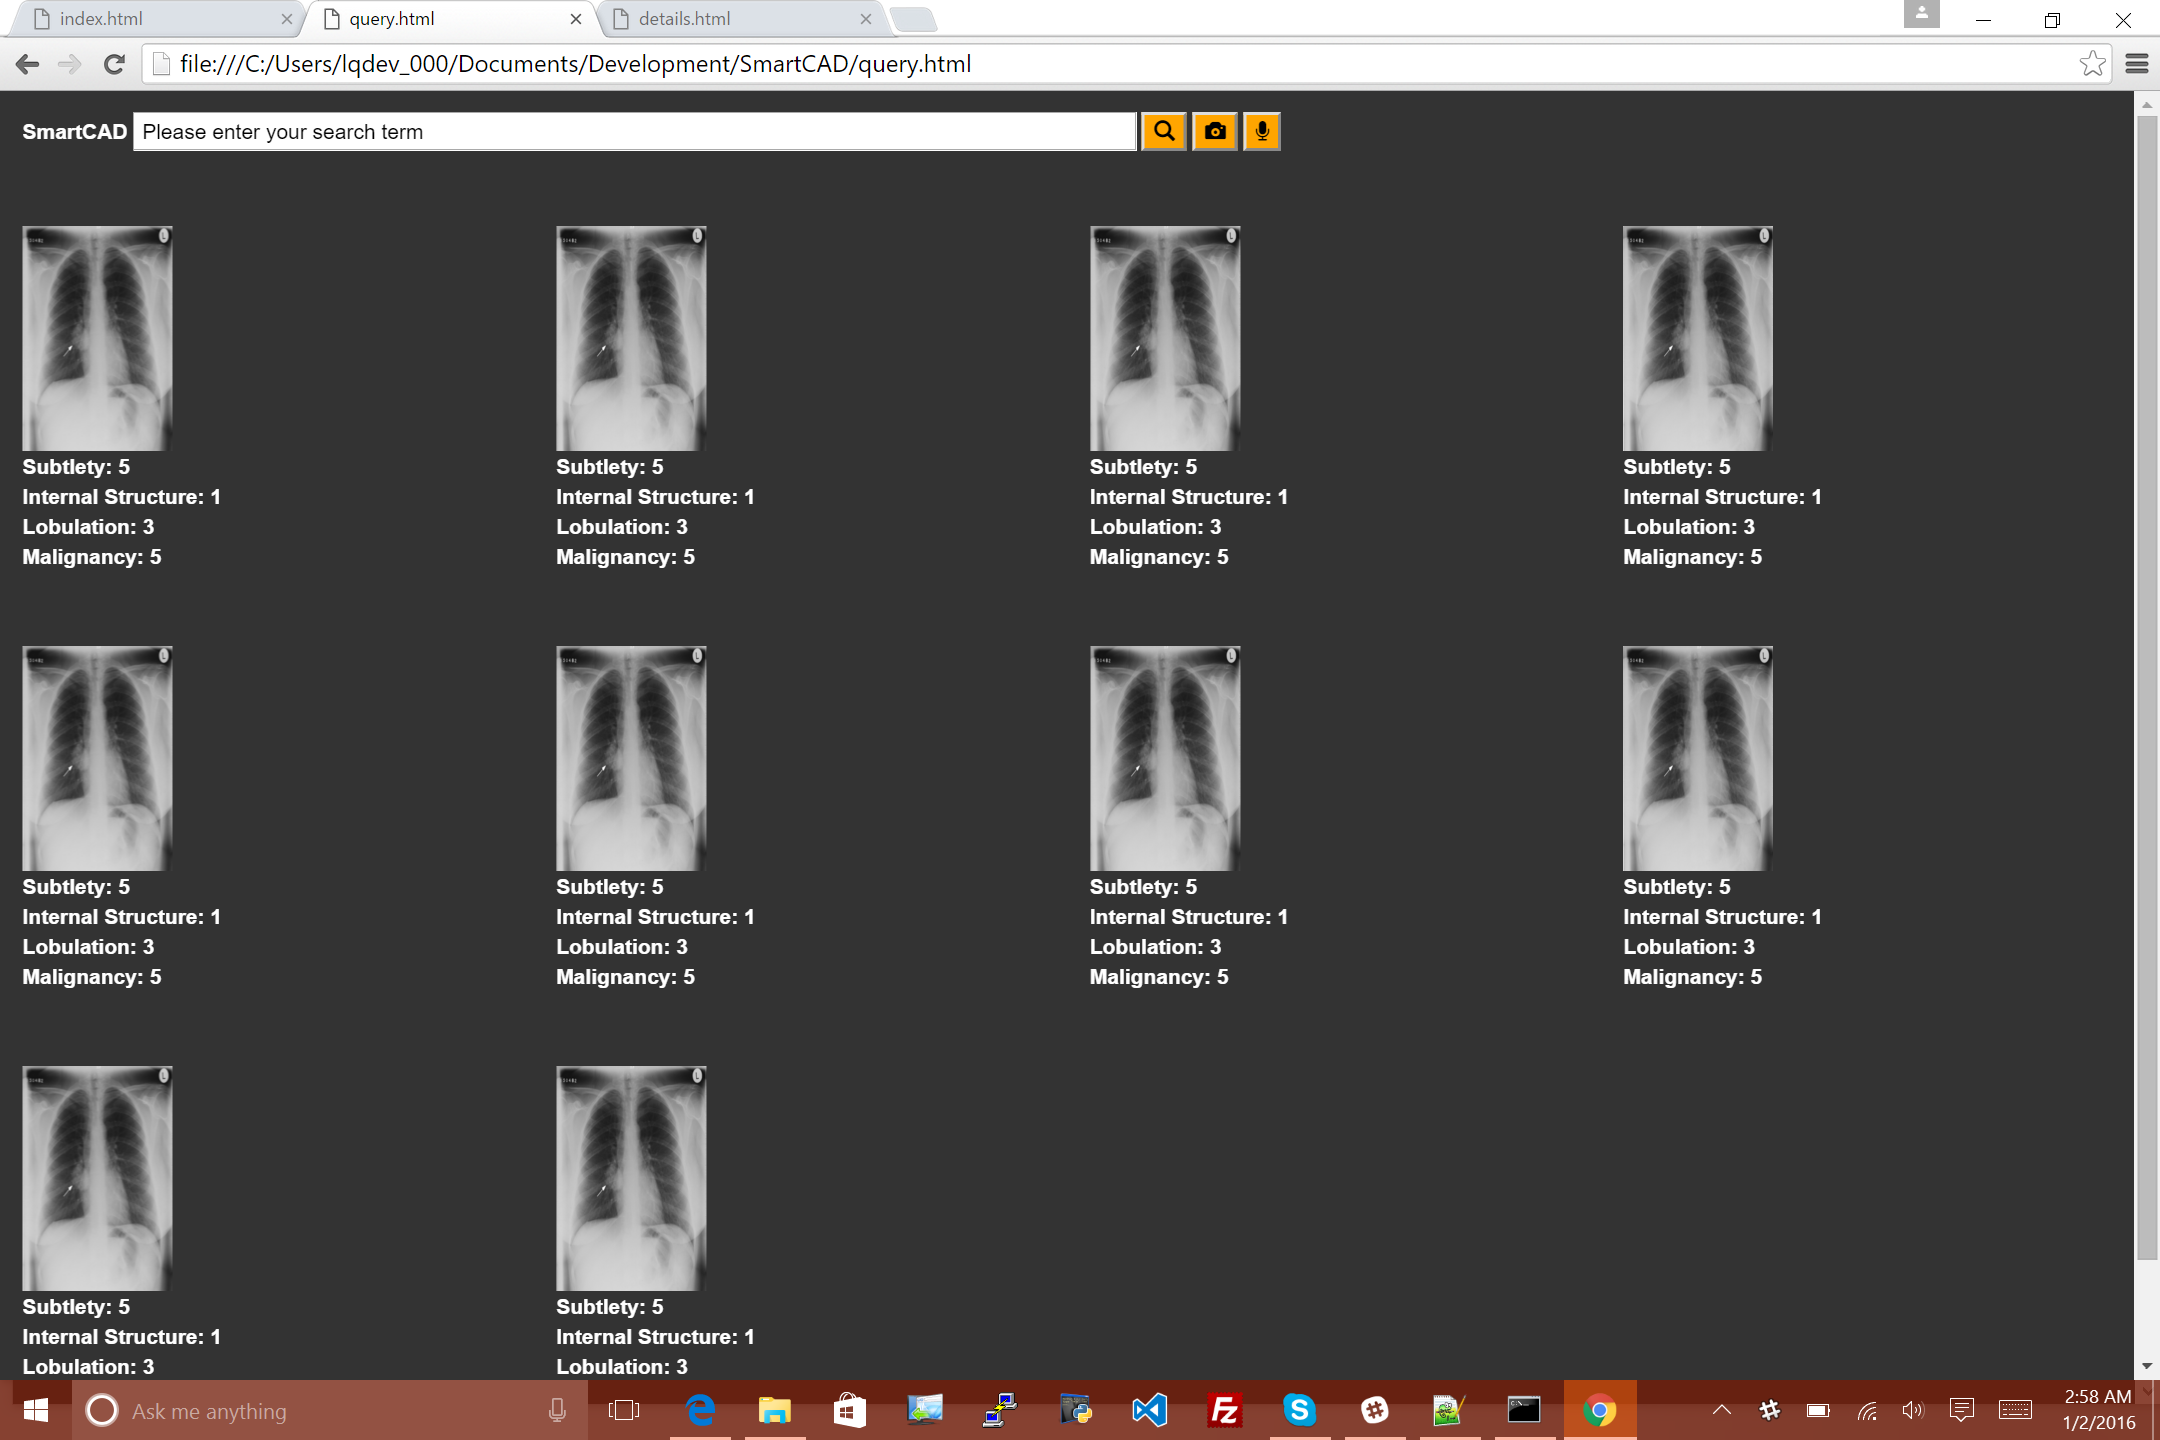 index.html
query.html
details.html
file:///C:/Users/lqdev_000/Documents/Development/SmartCAD/query.html
SmartCAD Please enter your search term
L L L L
Subtlety: 5 Subtlety: 5 Subtlety: 5 Subtlety: 5
Internal Structure: 1 Internal Structure: 1 Internal Structure: 1 Internal Structure: 1
Lobulation: 3 Lobulation: 3 Lobulation: 3 Lobulation: 3
Malignancy: 5 Malignancy: 5 Malignancy: 5 Malignancy: 5
L L L L
Subtlety: 5 Subtlety: 5 Subtlety: 5 Subtlety: 5
Internal Structure: 1 Internal Structure: 1 Internal Structure: 1 Internal Structure: 1
Lobulation: 3 Lobulation: 3 Lobulation: 3 Lobulation: 3
Malignancy: 5 Malignancy: 5 Malignancy: 5 Malignancy: 5
L L
Subtlety: 5 Subtlety: 5
Internal Structure: 1 Internal Structure: 1
Lobulation: 3 Lobulation: 3
Ask me anything
Fz
2:58 AM
1/2/2016